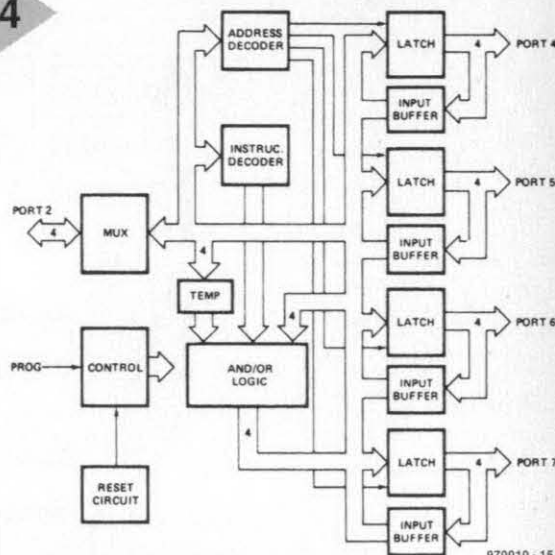 4
ADDRESS
DECODER
LATCH
4
PORT 4
INPUT
BUFFER
INSTRUC.
DECODER
LATCH
4
PORT 5
PORT 2
4
MUX
4
INPUT
BUFFER
TEMP
4
LATCH
4
PORT 6
PROG
CONTROL
AND/OR
LOGIC
INPUT
BUFFER
4
LATCH
4
PORT 7
RESET
CIRCUIT
INPUT
BUFFER